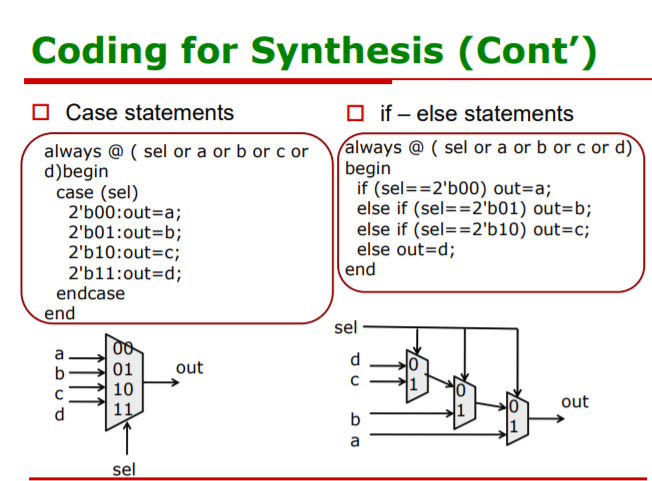 Coding for Synthesis (Cont’)
Case statements
always @ ( sel or a or b or c or
d)begin
case (sel)
2'b00:out=a;
2'b01:out=b;
2'b10:out=c;
2'b11:out=d;
endcase
end
a
b
c
d
00
01
10
11
out
sel
if – else statements
always @ ( sel or a or b or c or d)
begin
if (sel==2'b00) out=a;
else if (sel==2'b01) out=b;
else if (sel==2'b10) out=c;
else out=d;
end
sel
d
c
b
a
0
1
0
1
0
1
out